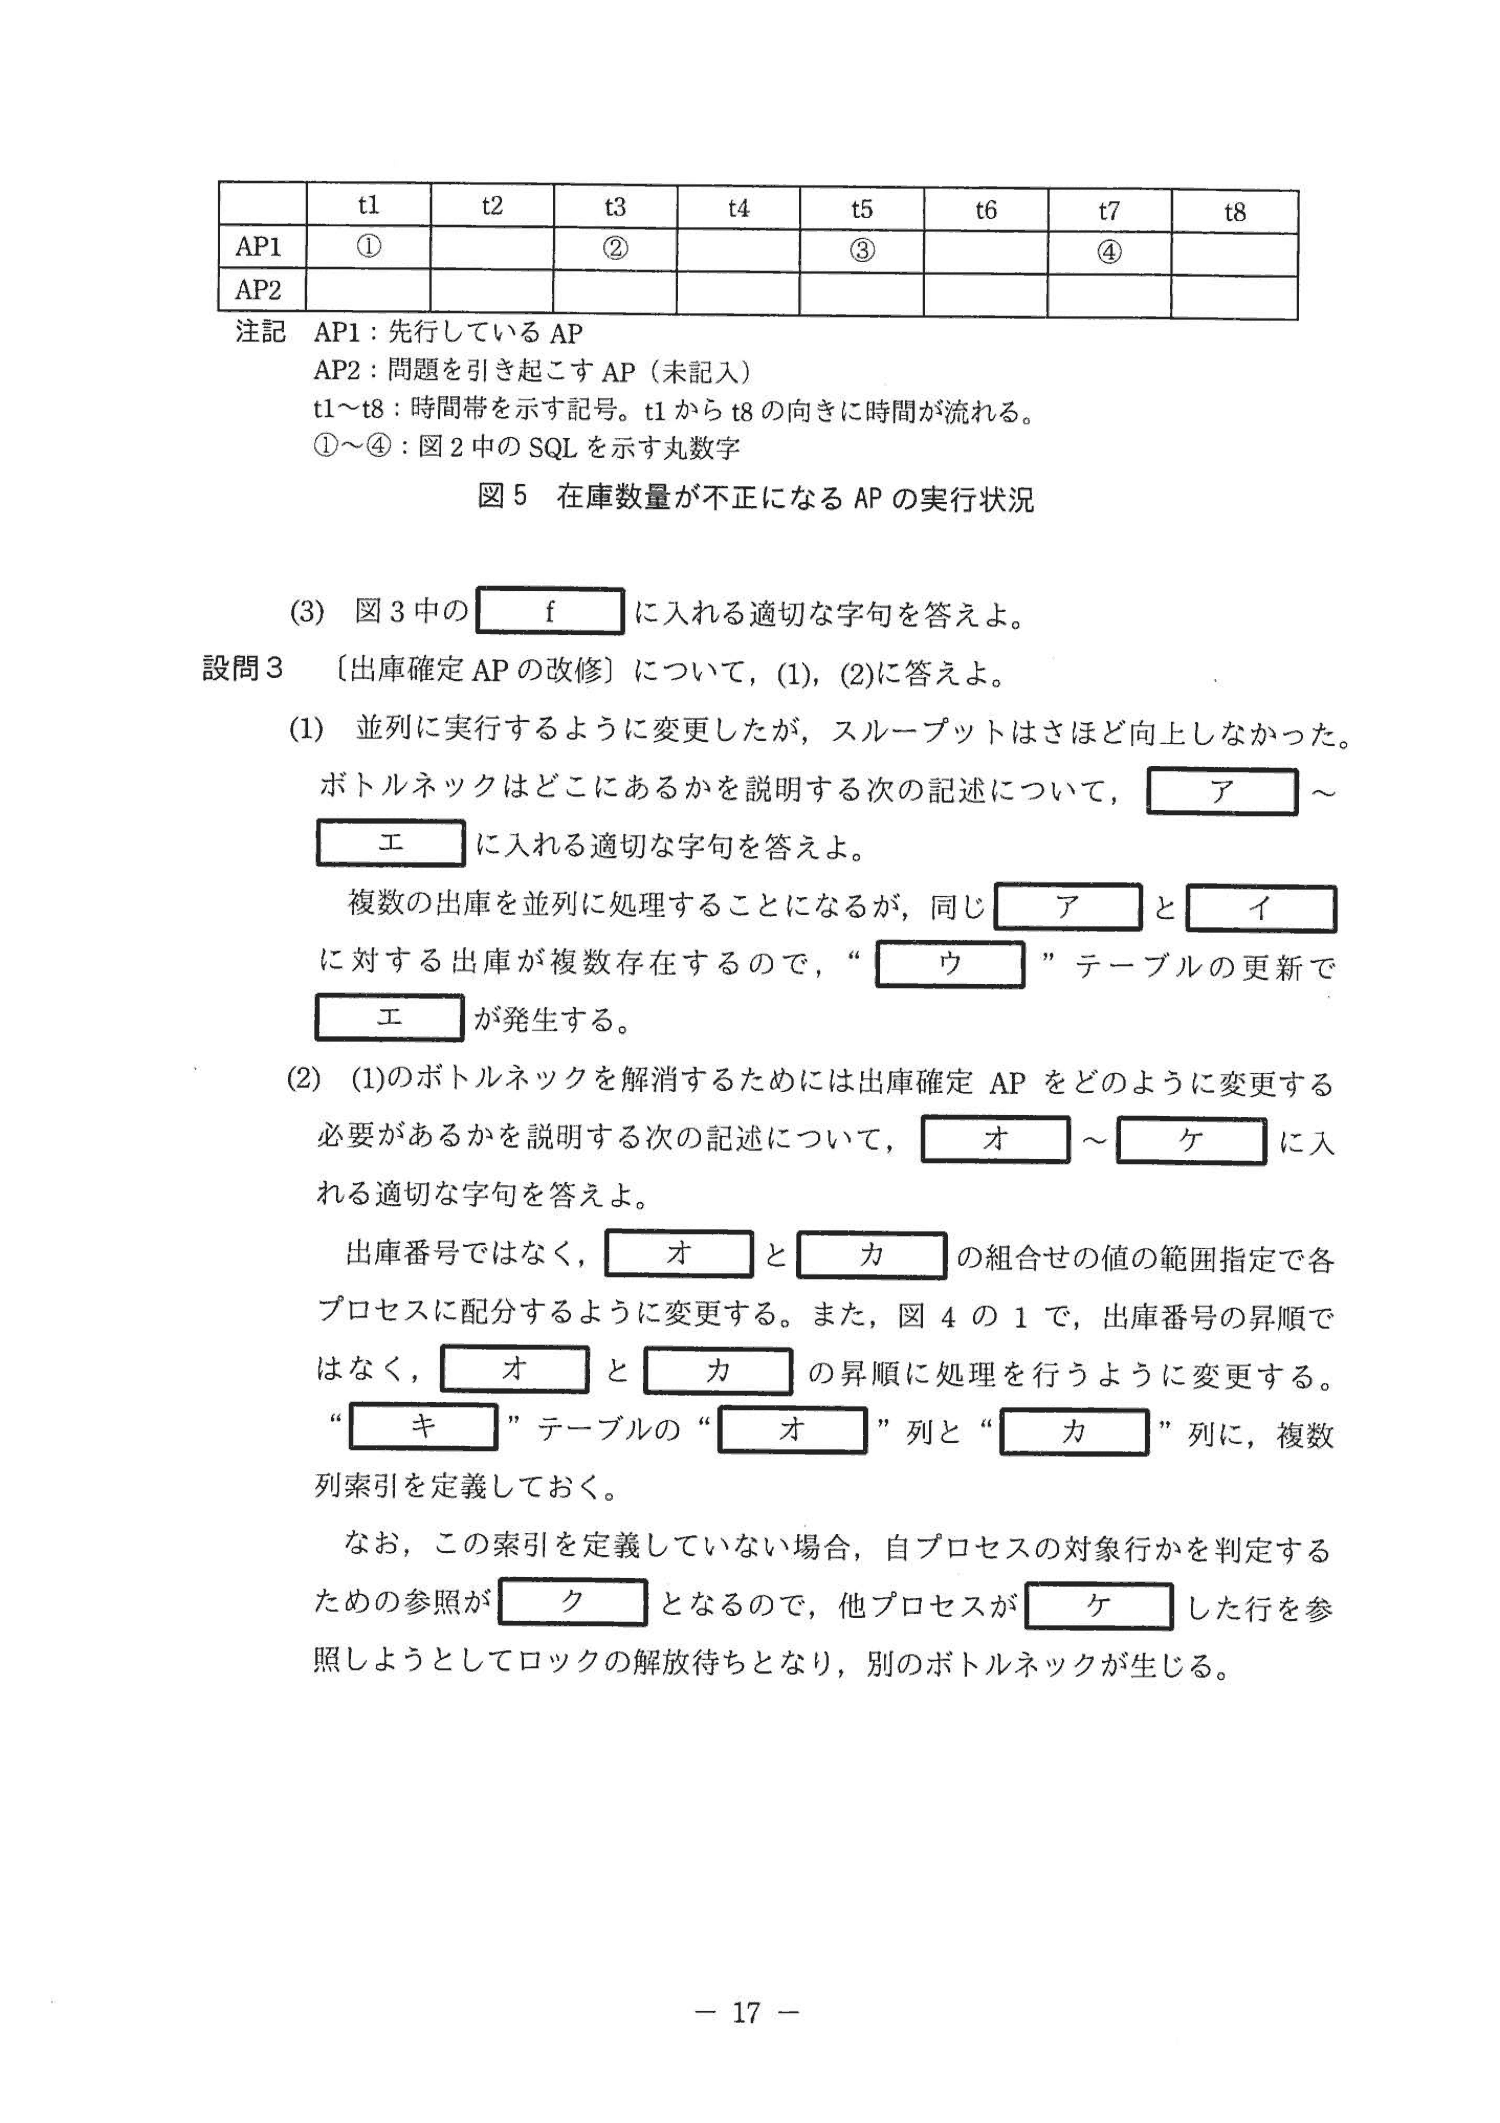 t1 t2 t3 t4 t5 t6 t7 t8
AP1 ① ② ③ ④
AP2
注記 AP1：先行している AP
AP2：問題を引き起こす AP（未記入）
t1～t8：時間帯を示す記号。t1 から t8 の向きに時間が流れる。
①～④：図 2 中の SQL を示す丸数字
図 5 在庫数量が不正になる AP の実行状況
(3) 図 3 中の f に入れる適切な字句を答えよ。
設問３ 〔出庫確定 AP の改修〕について，(1)，(2)に答えよ。
(1) 並列に実行するように変更したが，スループットはさほど向上しなかった。
ボトルネックはどこにあるかを説明する次の記述について， ア ～
エ に入れる適切な字句を答えよ。
複数の出庫を並列に処理することになるが，同じ ア と イ
に対する出庫が複数存在するので，“ ウ ”テーブルの更新で
エ が発生する。
(2) (1)のボトルネックを解消するためには出庫確定 AP をどのように変更する
必要があるかを説明する次の記述について， オ ～ ケ に入
れる適切な字句を答えよ。
出庫番号ではなく， オ と カ の組合せの値の範囲指定で各
プロセスに配分するように変更する。また，図 4 の 1 で，出庫番号の昇順で
はなく， オ と カ の昇順に処理を行うように変更する。
“ キ ”テーブルの“ オ ”列と“ カ ”列に，複数
列索引を定義しておく。
なお，この索引を定義していない場合，自プロセスの対象行かを判定する
ための参照が ク となるので，他プロセスが ケ した行を参
照しようとしてロックの解放待ちとなり，別のボトルネックが生じる。
－ 17 －